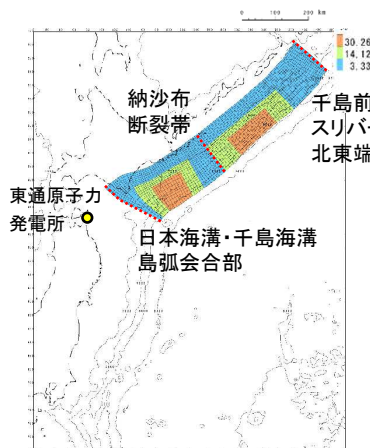 0 100 200 km
30.26
14.12
3.33
納沙布
断裂帯
千島前
スリバー
北東端
東通原子力
発電所
日本海溝・千島海溝
島弧会合部